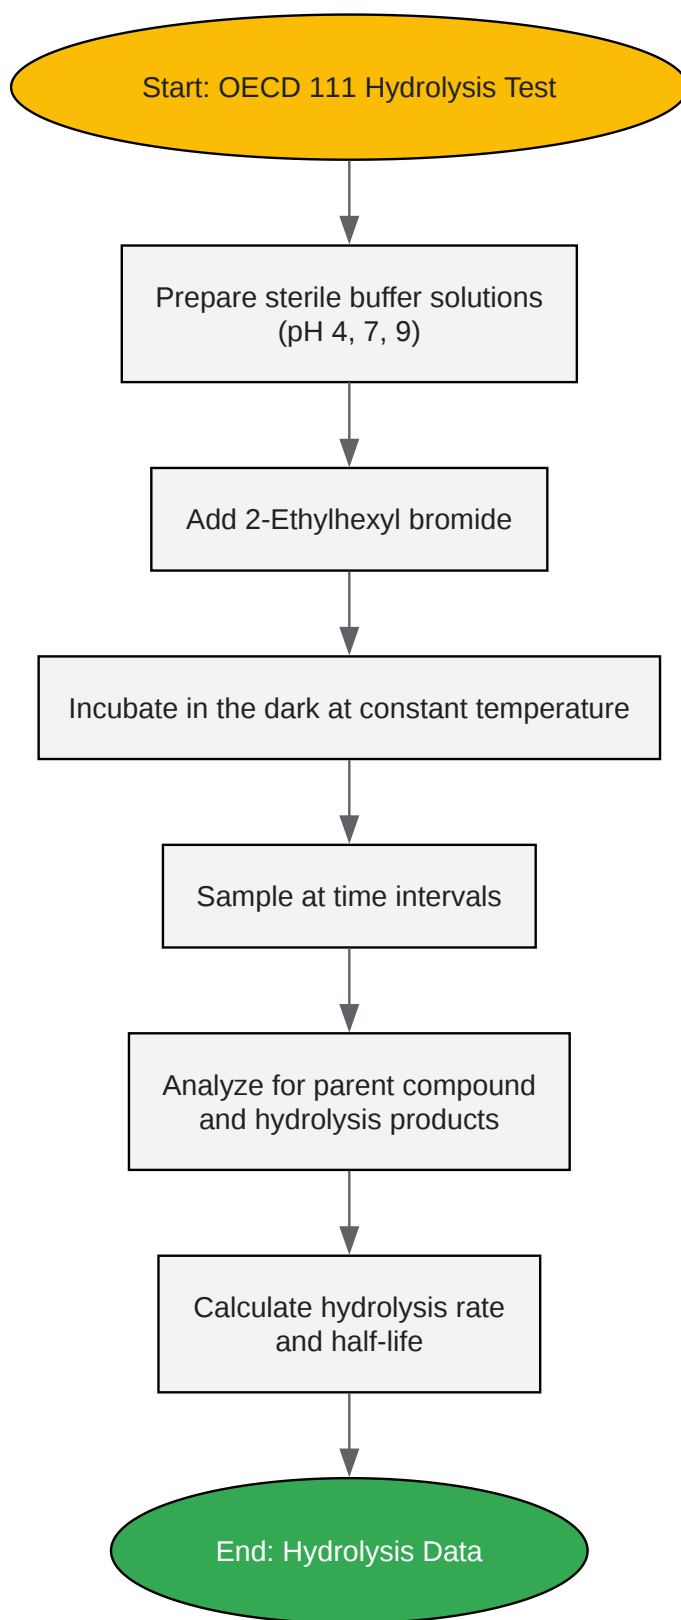 Start: OECD 111 Hydrolysis Test
Prepare sterile buffer solutions
(pH 4, 7, 9)
Add 2-Ethylhexyl bromide
Incubate in the dark at constant temperature
Sample at time intervals
Analyze for parent compound
and hydrolysis products
Calculate hydrolysis rate
and half-life
End: Hydrolysis Data